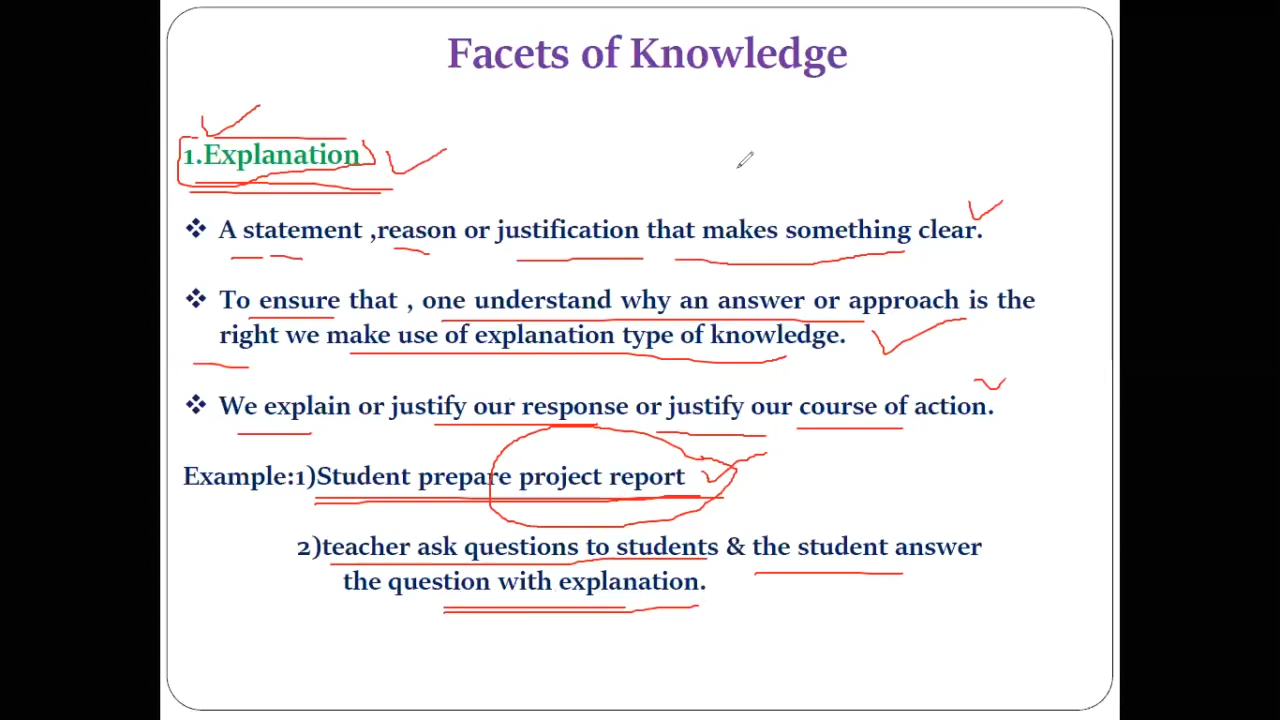 Facets of Knowledge
1.Explanation
❖ A statement ,reason or justification that makes something clear.
❖ To ensure that , one understand why an answer or approach is the
right we make use of explanation type of knowledge.
❖ We explain or justify our response or justify our course of action.
Example:1)Student prepare project report
2)teacher ask questions to students & the student answer
the question with explanation.